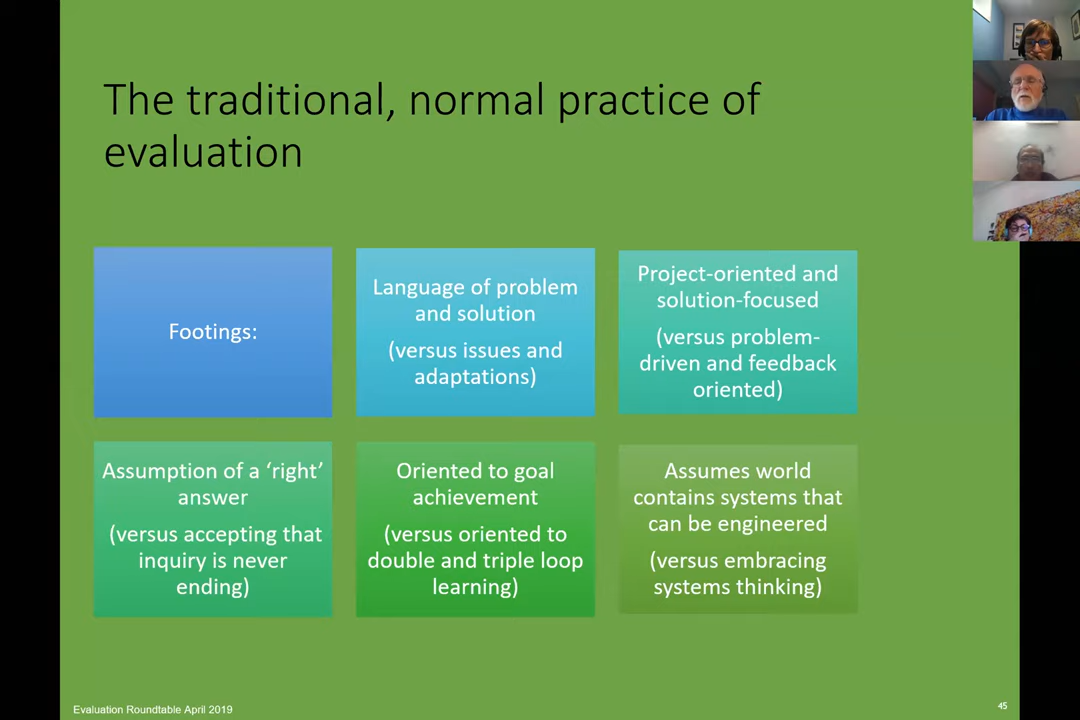 The traditional, normal practice of
evaluation
Footings:
Language of problem
and solution
(versus issues and
adaptations)
Project-oriented and
solution-focused
(versus problem-
driven and feedback
oriented)
Assumption of a ‘right’
answer
(versus accepting that
inquiry is never
ending)
Oriented to goal
achievement
(versus oriented to
double and triple loop
learning)
Assumes world
contains systems that
can be engineered
(versus embracing
systems thinking)
Evaluation Roundtable April 2019
45